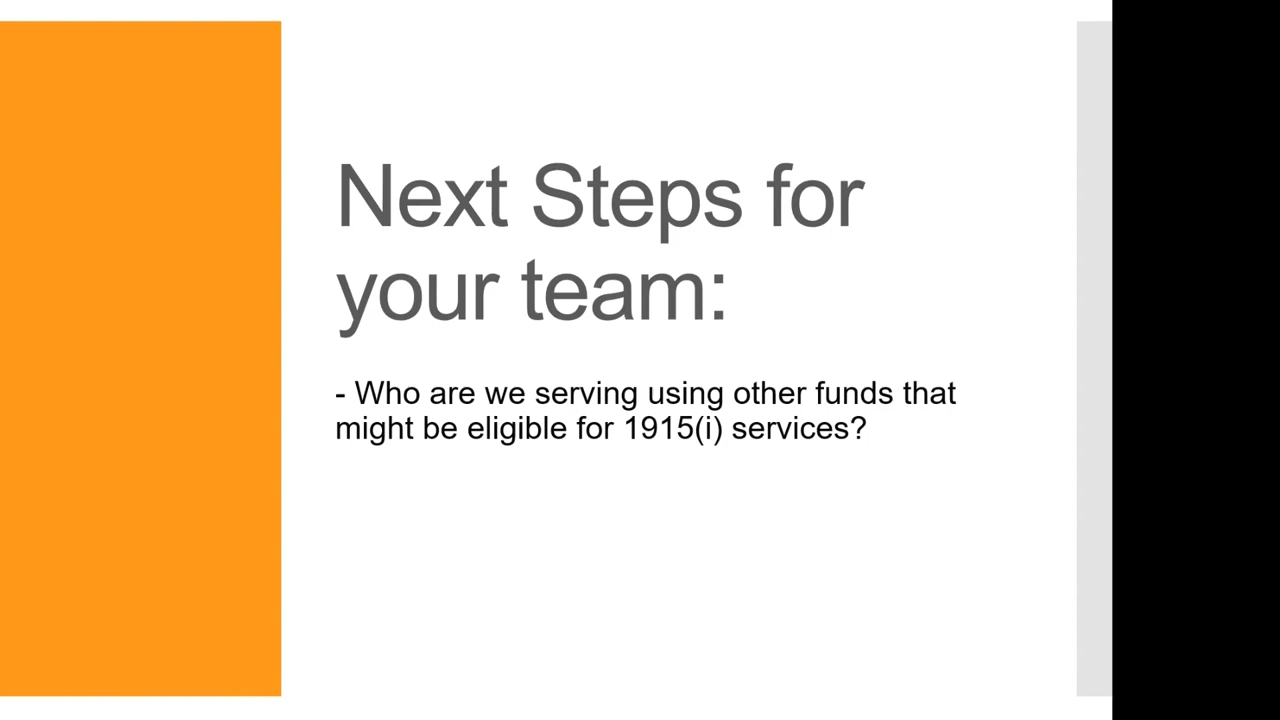 Next Steps for
your team:
- Who are we serving using other funds that
might be eligible for 1915(i) services?